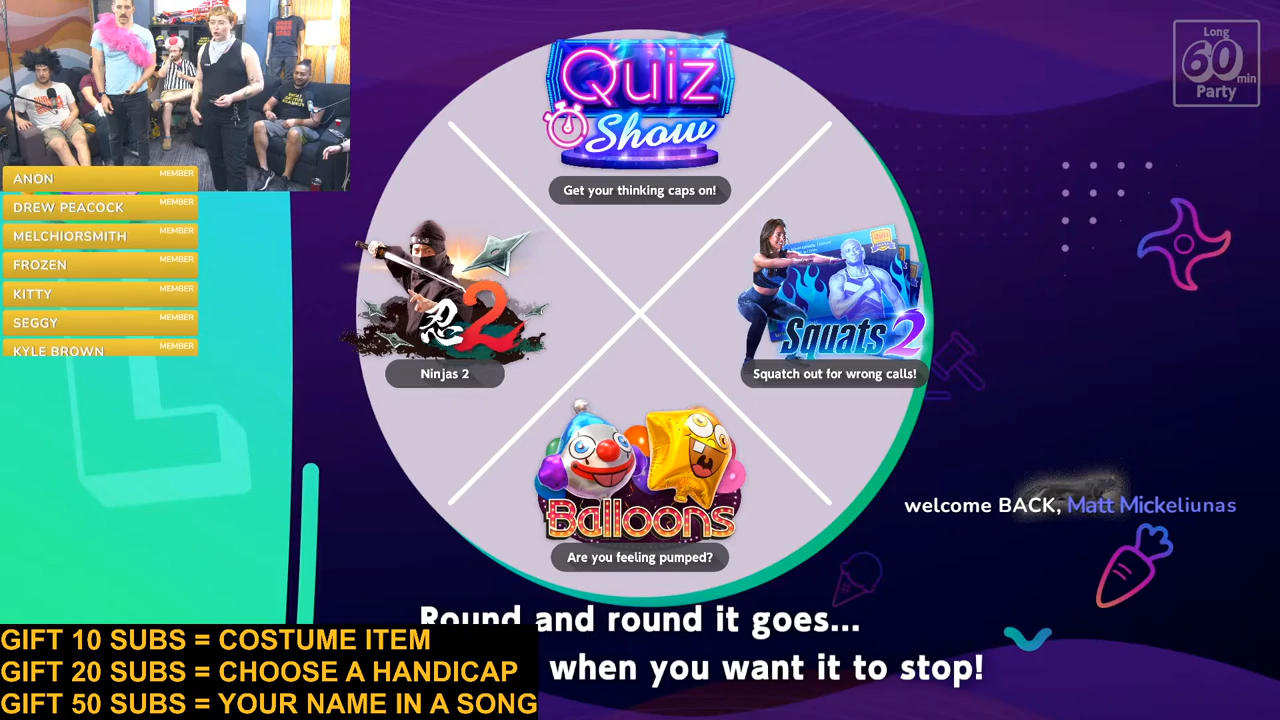 Quiz
Show
Get your thinking caps on!
Long
60 min
Party
ANON MEMBER
DREW PEACOCK MEMBER
MELCHIORSMITH MEMBER
FROZEN MEMBER
KITTY MEMBER
SEGGY MEMBER
KYLE BROWN MEMBER
忍 2
Ninjas 2
Squats 2
Squatch out for wrong calls!
Balloons
Are you feeling pumped?
welcome BACK, Matt Mickeliunas
Round and round it goes...
when you want it to stop!
GIFT 10 SUBS = COSTUME ITEM
GIFT 20 SUBS = CHOOSE A HANDICAP
GIFT 50 SUBS = YOUR NAME IN A SONG